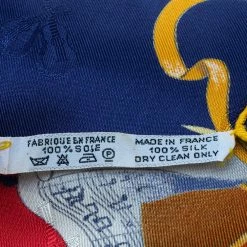 FABRIQUE EN FRANCE
100% SOIE
MADE IN FRANCE
100% SILK
DRY CLEAN ONLY